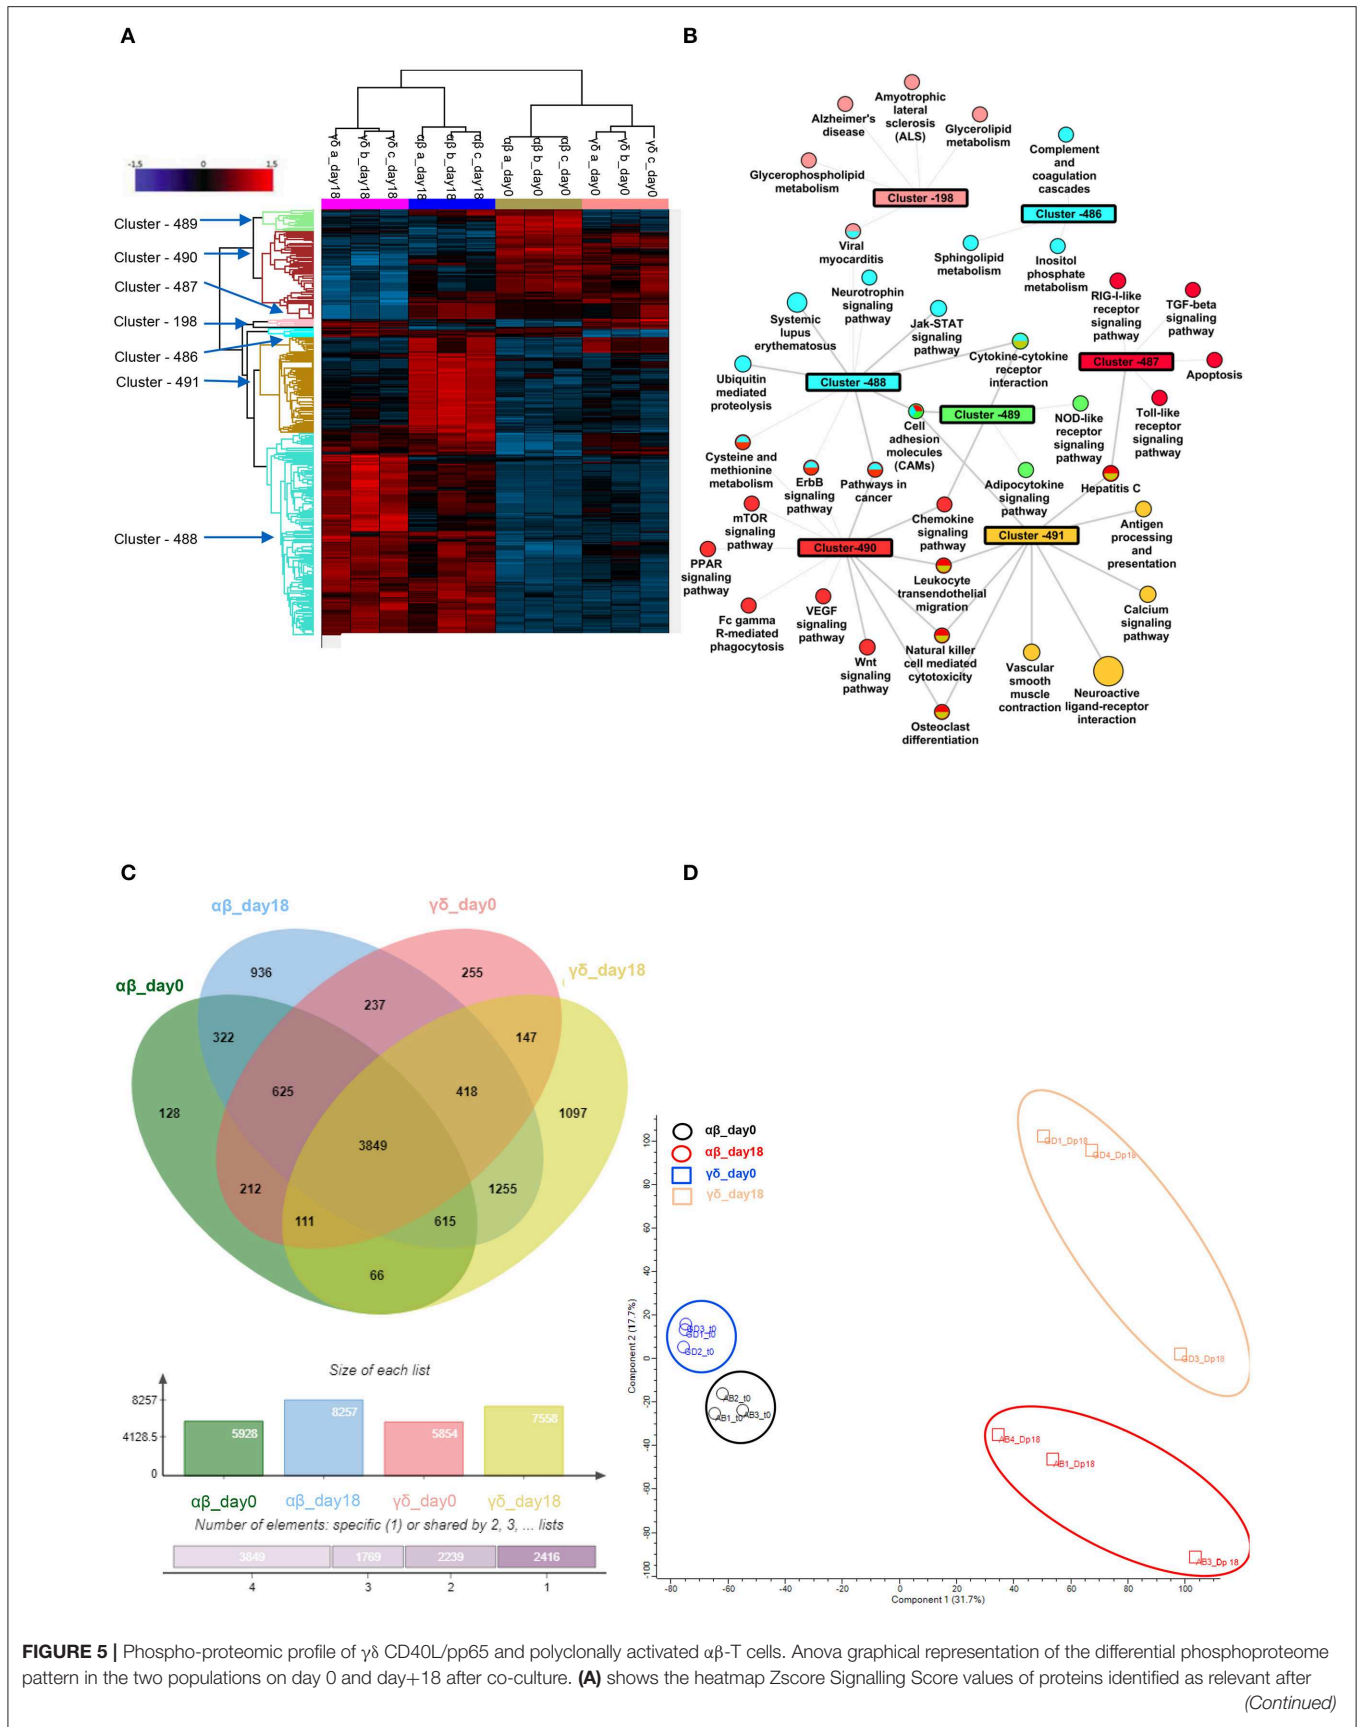 A
γδ a_day18
γδ b_day18
γδ c_day18
αβ a_day18
αβ b_day18
αβ c_day18
αβ a_day0
αβ b_day0
αβ c_day0
γδ a_day0
γδ b_day0
γδ c_day0
-1.5 0 1.5
Cluster - 489
Cluster - 490
Cluster - 487
Cluster - 198
Cluster - 486
Cluster - 491
Cluster - 488
B
Amyotrophic
lateral
sclerosis
(ALS)
Alzheimer's
disease
Glycerolipid
metabolism
Glycerophospholipid
metabolism
Cluster -198
Complement
and
coagulation
cascades
Cluster -486
Viral
myocarditis
Sphingolipid
metabolism
Inositol
phosphate
metabolism
Neurotrophin
signaling
pathway
Systemic
lupus
erythematosus
Jak-STAT
signaling
pathway
RIG-I-like
receptor
signaling
pathway
TGF-beta
signaling
pathway
Cytokine-cytokine
receptor
interaction
Cluster -487
Apoptosis
Ubiquitin
mediated
proteolysis
Cluster -488
Cluster -489
Toll-like
receptor
signaling
pathway
NOD-like
receptor
signaling
pathway
Cell
adhesion
molecules
(CAMs)
Cysteine and
methionine
metabolism
ErbB
signaling
pathway
Pathways in
cancer
Adipocytokine
signaling
pathway
Hepatitis C
mTOR
signaling
pathway
Chemokine
signaling
pathway
Antigen
processing
and
presentation
Cluster-490
Cluster -491
PPAR
signaling
pathway
Leukocyte
transendothelial
migration
Calcium
signaling
pathway
Fc gamma
R-mediated
phagocytosis
VEGF
signaling
pathway
Wnt
signaling
pathway
Natural killer
cell mediated
cytotoxicity
Vascular
smooth
muscle
contraction
Neuroactive
ligand-receptor
interaction
Osteoclast
differentiation
C
αβ_day0
αβ_day18
γδ_day0
γδ_day18
936
255
237
322
147
625
418
128
1097
3849
212
1255
111
615
66
Size of each list
8257
4128.5
0
5928
8257
5854
7558
αβ_day0 αβ_day18 γδ_day0 γδ_day18
Number of elements: specific (1) or shared by 2, 3, ... lists
3849 1769 2239 2416
4 3 2 1
D
αβ_day0
αβ_day18
γδ_day0
γδ_day18
Component 2 (17.7%)
100
80
60
40
20
0
-20
-40
-60
-80
-100
GD1_Dp18
GD4_Dp18
GD3_Dp18
GD3_t0
GD1_t0
GD2_t0
AB2_t0
AB1_t0
AB3_t0
AB4_Dp18
AB1_Dp18
AB3_Dp 18
-80 -60 -40 -20 0 20 40 60 80 100
Component 1 (31.7%)
FIGURE 5 | Phospho-proteomic profile of γδ CD40L/pp65 and polyclonally activated αβ-T cells. Anova graphical representation of the differential phosphoproteome
pattern in the two populations on day 0 and day+18 after co-culture. (A) shows the heatmap Zscore Signalling Score values of proteins identified as relevant after
(Continued)